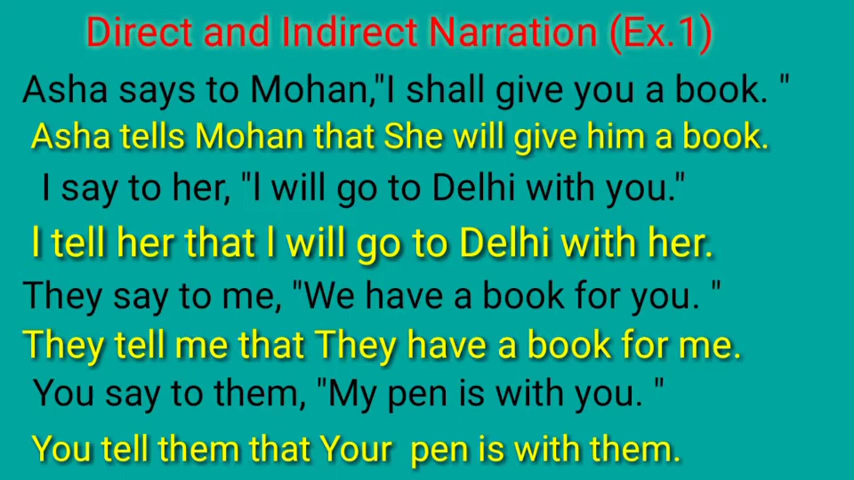 Direct and Indirect Narration (Ex.1)
Asha says to Mohan,"I shall give you a book. "
Asha tells Mohan that She will give him a book.
I say to her, "I will go to Delhi with you."
I tell her that I will go to Delhi with her.
They say to me, "We have a book for you. "
They tell me that They have a book for me.
You say to them, "My pen is with you. "
You tell them that Your pen is with them.